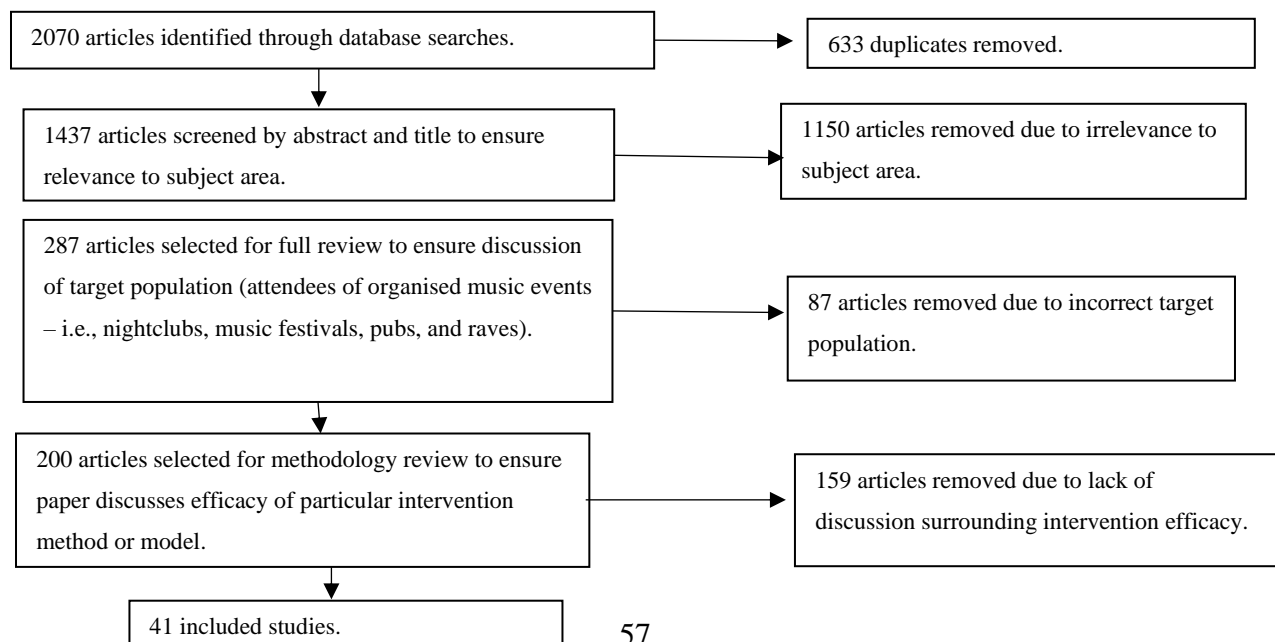 2070 articles identified through database searches.
633 duplicates removed.
1437 articles screened by abstract and title to ensure
relevance to subject area.
1150 articles removed due to irrelevance to
subject area.
287 articles selected for full review to ensure discussion
of target population (attendees of organised music events
– i.e., nightclubs, music festivals, pubs, and raves).
87 articles removed due to incorrect target
population.
200 articles selected for methodology review to ensure
paper discusses efficacy of particular intervention
method or model.
159 articles removed due to lack of
discussion surrounding intervention efficacy.
41 included studies.
57